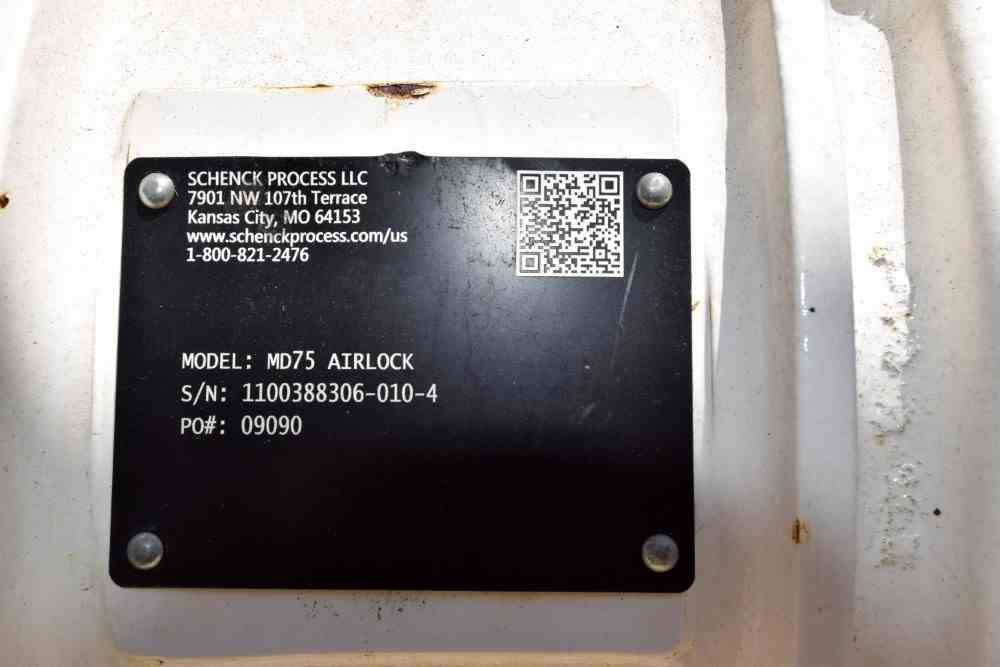 SCHENCK PROCESS LLC
7901 NW 107th Terrace
Kansas City, MO 64153
www.schenckprocess.com/us
1-800-821-2476
MODEL: MD75 AIRLOCK
S/N: 1100388306-010-4
PO#: 09090